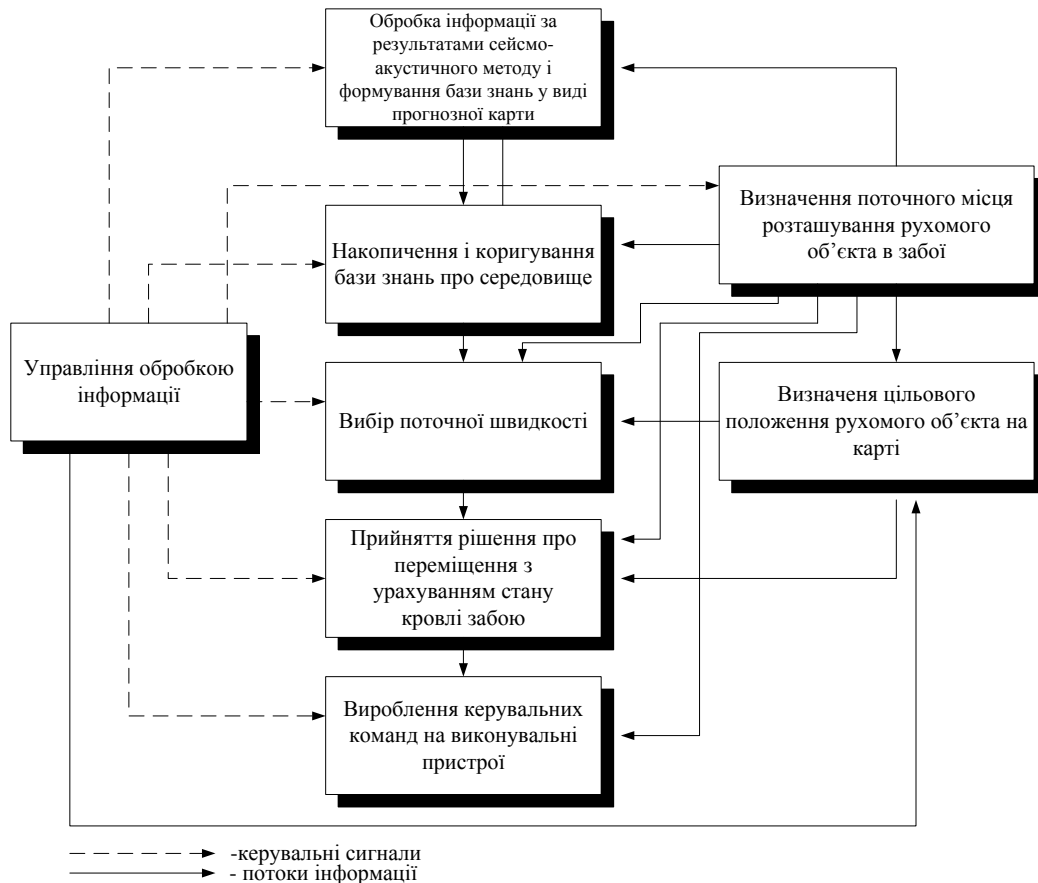 Обробка інформації за
результатами сейсмо-
акустичного методу і
формування бази знань у виді
прогнозної карти
Визначення поточного місця
розташування рухомого
об’єкта в забої
Накопичення і коригування
бази знань про середовище
Управління обробкою
інформації
Вибір поточної швидкості
Визначеня цільового
положення рухомого об’єкта на
карті
Прийняття рішення про
переміщення з
урахуванням стану
кровлі забою
Вироблення керувальних
команд на виконувальні
пристрої
-керувальні сигнали
- потоки інформації